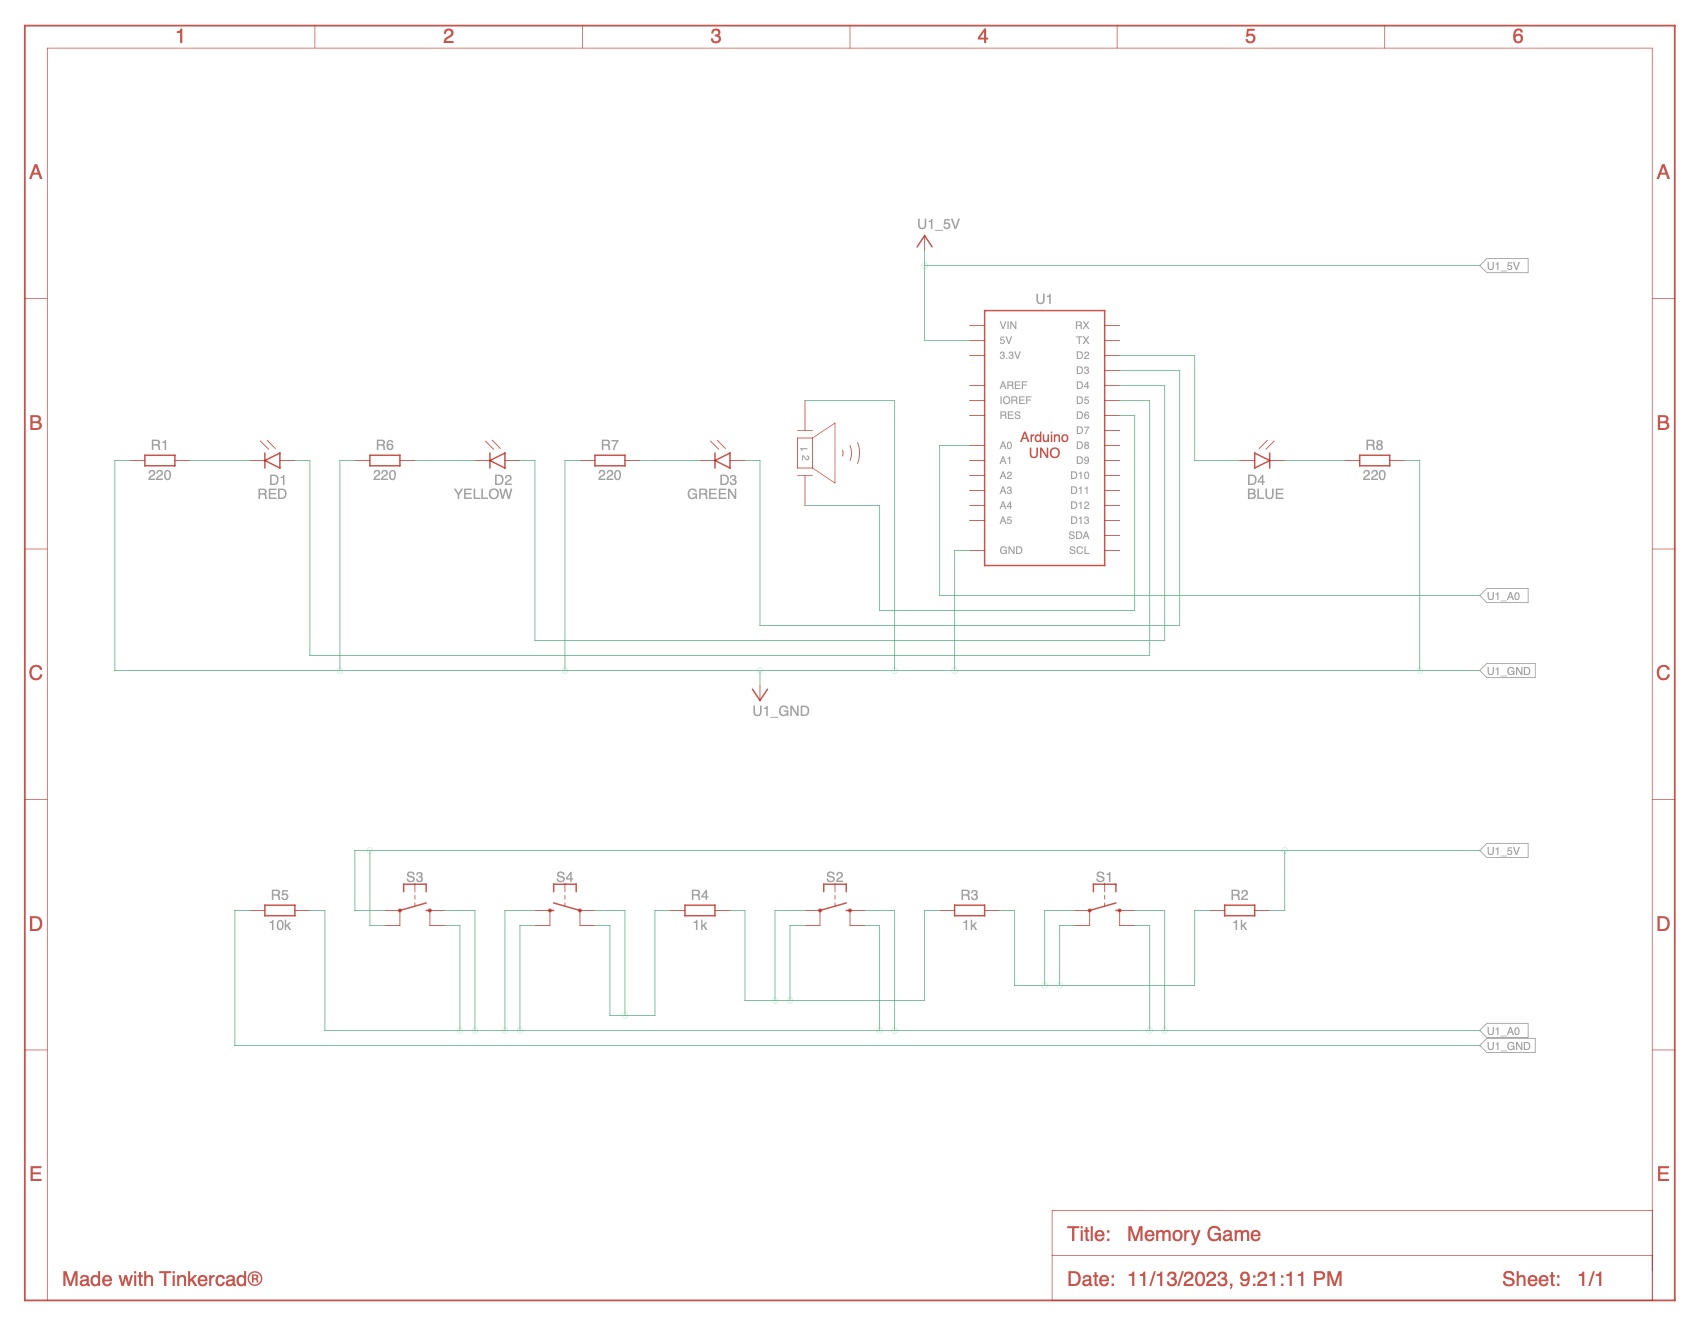 1 2 3 4 5 6
A A
U1_5V
U1_5V
U1
VIN RX
5V TX
3.3V D2
D3
AREF D4
IOREF D5
RES D6
D7
A0 D8
A1 D9
A2 D10
A3 D11
A4 D12
A5 D13
SDA
GND SCL
Arduino
UNO
B B
R1
220
D1
RED
R6
220
D2
YELLOW
R7
220
D3
GREEN
1 2
D4
BLUE
R8
220
U1_A0
C C
U1_GND
U1_GND
U1_5V
D D
R5
10k
S3
S4
R4
1k
S2
R3
1k
S1
R2
1k
U1_A0
U1_GND
E E
Title: Memory Game
Made with Tinkercad®
Date: 11/13/2023, 9:21:11 PM Sheet: 1/1